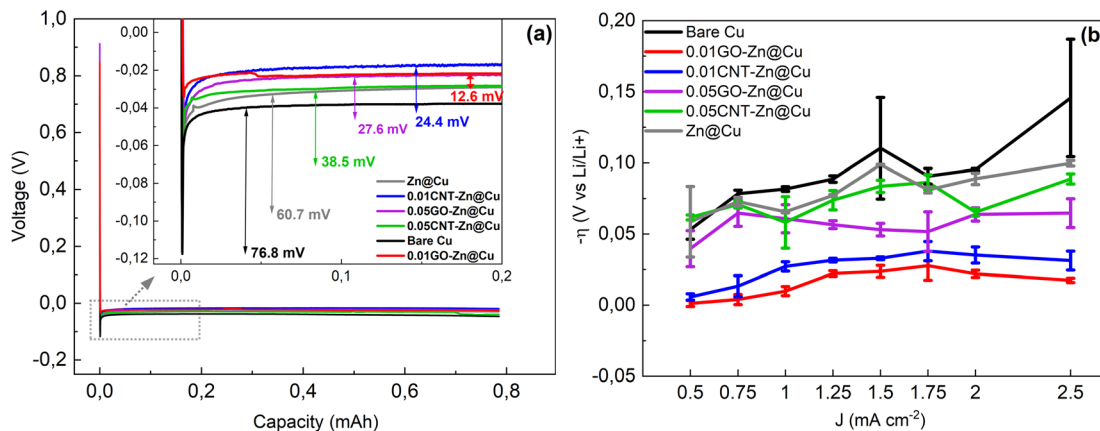 (a)
Voltage (V)
1,0
0,8
0,6
0,4
0,2
0,0
-0,2
0,0
0,2
0,4
0,6
0,8
Capacity (mAh)
0,00
-0,02
-0,04
-0,06
-0,08
-0,10
-0,12
0,0
0,1
0,2
12.6 mV
24.4 mV
27.6 mV
38.5 mV
60.7 mV
76.8 mV
Zn@Cu
0.01CNT-Zn@Cu
0.05GO-Zn@Cu
0.05CNT-Zn@Cu
Bare Cu
0.01GO-Zn@Cu
(b)
-η (V vs Li/Li+)
0,20
0,15
0,10
0,05
0,00
-0,05
Bare Cu
0.01GO-Zn@Cu
0.01CNT-Zn@Cu
0.05GO-Zn@Cu
0.05CNT-Zn@Cu
Zn@Cu
0.5
0.75
1
1.25
1.5
1.75
2
2.5
J (mA cm⁻²)